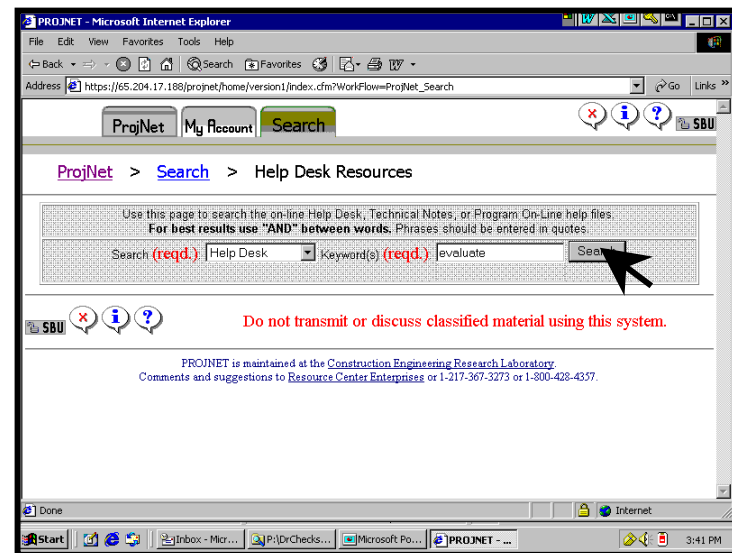 PROJNET - Microsoft Internet Explorer
File Edit View Favorites Tools Help
Back Search Favorites
Address https://65.204.17.188/projnet/home/version1/index.cfm?WorkFlow=ProjNet_Search Go Links »
ProjNet My Account Search SBU
ProjNet > Search > Help Desk Resources
Use this page to search the on-line Help Desk, Technical Notes, or Program On-Line help files.
For best results use "AND" between words. Phrases should be entered in quotes.
Search (reqd.) Help Desk Keyword(s) (reqd.) evaluate Search
SBU Do not transmit or discuss classified material using this system.
PROJNET is maintained at the Construction Engineering Research Laboratory.
Comments and suggestions to Resource Center Enterprises or 1-217-367-3273 or 1-800-428-4357.
Done Internet
Start Inbox - Micr... P:\DrChecks... Microsoft Po... PROJNET - ... 3:41 PM